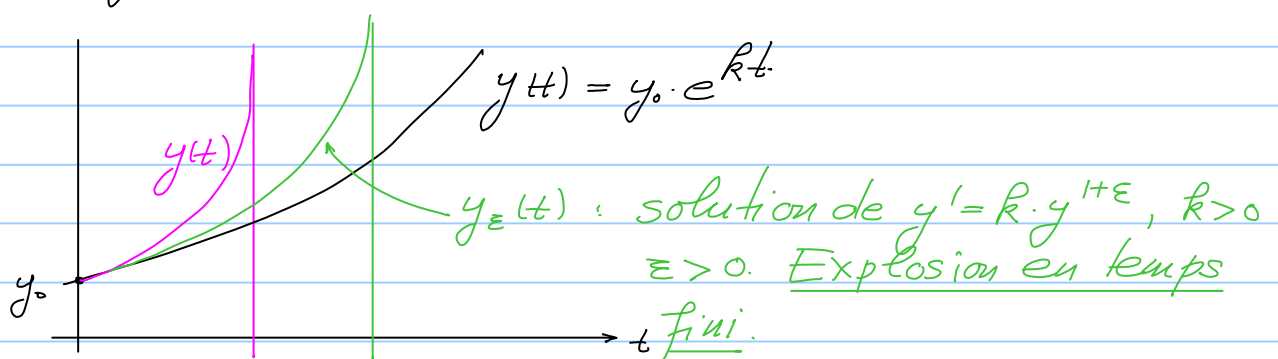 y(t) = y₀ · e^{kt}
y(t)
y_ε(t) : solution de y' = k · y^{1+ε}, k>0
ε > 0. Explosion en temps
y₀
t fini.